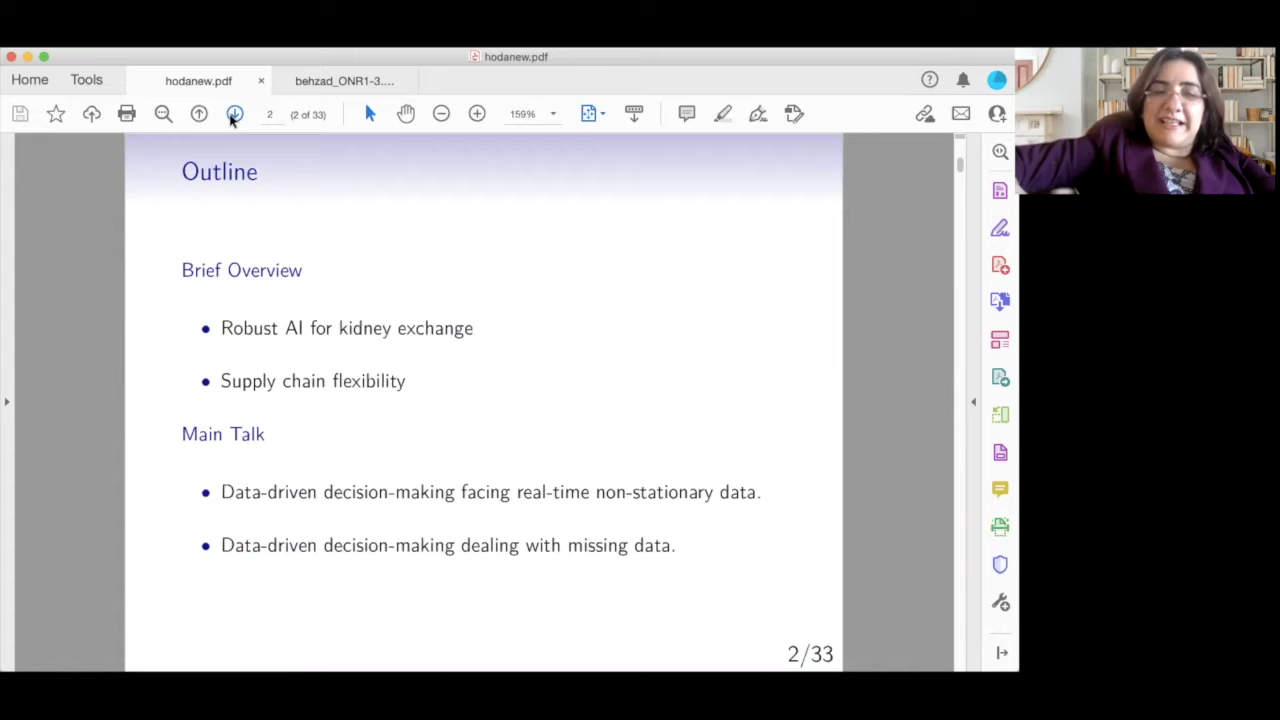 hodanew.pdf
Home
Tools
hodanew.pdf
×
behzad_ONR1-3....
2
(2 of 33)
159%
Outline
Brief Overview
• Robust AI for kidney exchange
• Supply chain flexibility
Main Talk
• Data-driven decision-making facing real-time non-stationary data.
• Data-driven decision-making dealing with missing data.
2/33